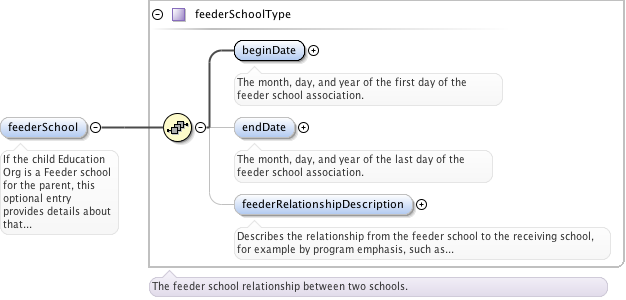 feederSchoolType
beginDate
The month, day, and year of the first day of the
feeder school association.
feederSchool
If the child Education
Org is a Feeder school
for the parent, this
optional entry
provides details about
that...
endDate
The month, day, and year of the last day of the
feeder school association.
feederRelationshipDescription
Describes the relationship from the feeder school to the receiving school,
for example by program emphasis, such as...
The feeder school relationship between two schools.